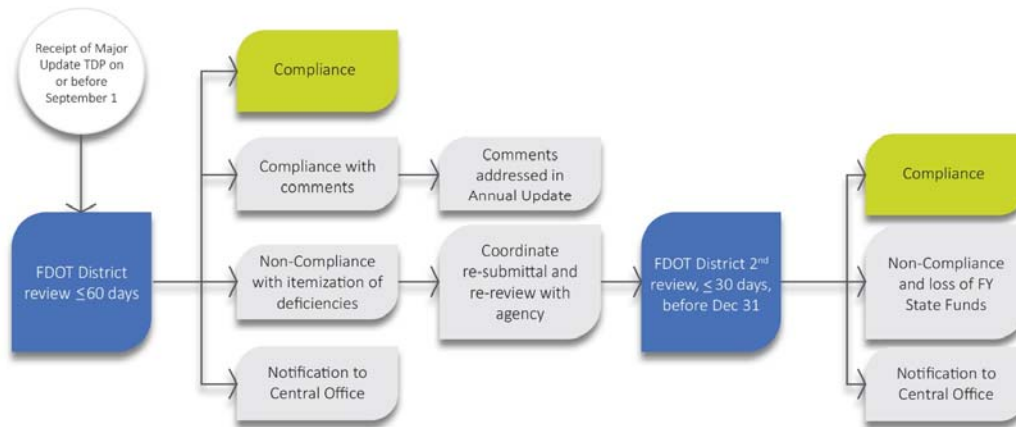 Receipt of Major
Update TDP on
or before
September 1
FDOT District
review ≤60 days
Compliance
Compliance with
comments
Comments
addressed in
Annual Update
Non-Compliance
with itemization of
deficiencies
Coordinate
re-submittal and
re-review with
agency
Notification to
Central Office
FDOT District 2nd
review, ≤ 30 days,
before Dec 31
Compliance
Non-Compliance
and loss of FY
State Funds
Notification to
Central Office